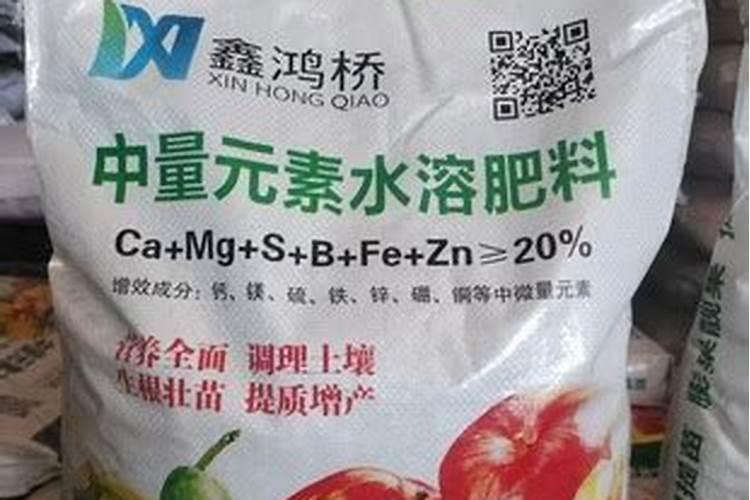 鑫鸿桥
XIN HONG QIAO
中量元素水溶肥料
Ca+Mg+S+B+Fe+Zn≥20%
增效成分：钙、镁、硫、铁、锌、硼、铜等中微量元素
营养全面 调理土壤
生根壮苗 提质增产